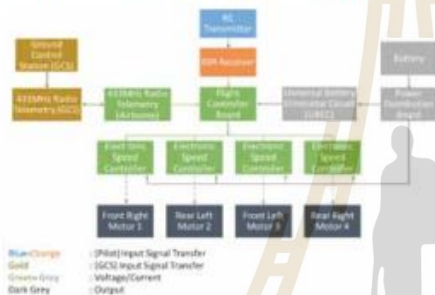 RC
Transmitter
Ground
Control
Station (GCS)
RX Receiver
Battery
433MHz Radio
Telemetry (GCS)
433MHz Radio
Telemetry
(Airborne)
Flight
Controller
Board
Universal Battery
Eliminator Circuit
(UBEC)
Power
Distribution
Board
Electronic
Speed
Controller
Electronic
Speed
Controller
Electronic
Speed
Controller
Electronic
Speed
Controller
Front Right
Motor 1
Rear Left
Motor 2
Front Left
Motor 3
Rear Right
Motor 4
Blue-Orange : (Pilot) Input Signal Transfer
Gold : (GCS) Input Signal Transfer
Green-Grey : Voltage/Current
Dark Grey : Output